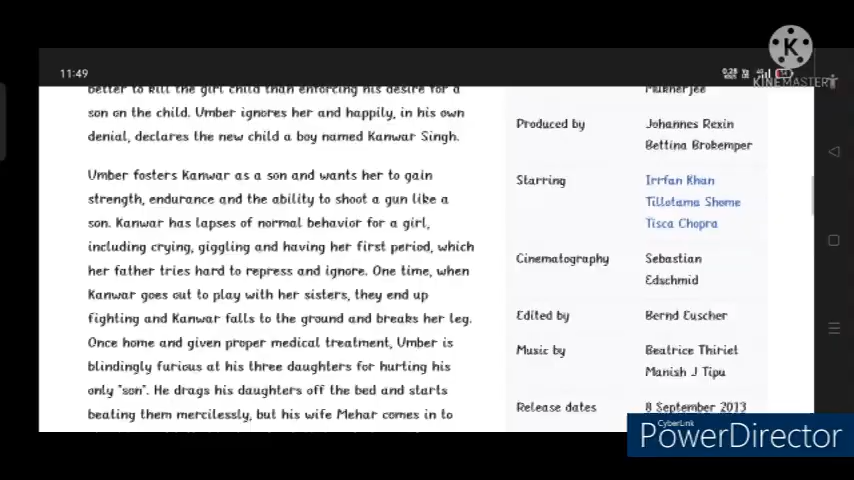 11:49
0.28
KINEMASTER
better to kill the girl child than enforcing his desire for a
son on the child. Umber ignores her and happily, in his own
denial, declares the new child a boy named Kanwar Singh.
Umber fosters Kanwar as a son and wants her to gain
strength, endurance and the ability to shoot a gun like a
son. Kanwar has lapses of normal behavior for a girl,
including crying, giggling and having her first period, which
her father tries hard to repress and ignore. One time, when
Kanwar goes out to play with her sisters, they end up
fighting and Kanwar falls to the ground and breaks her leg.
Once home and given proper medical treatment, Umber is
blindingly furious at his three daughters for hurting his
only "son". He drags his daughters off the bed and starts
beating them mercilessly, but his wife Mehar comes in to
Mukherjee
Produced by
Johannes Rexin
Bettina Brokemper
Starring
Irrfan Khan
Tillotama Shome
Tisca Chopra
Cinematography
Sebastian
Edschmid
Edited by
Bernd Euscher
Music by
Beatrice Thiriet
Manish J Tipu
Release dates
8 September 2013
CyberLink
PowerDirector